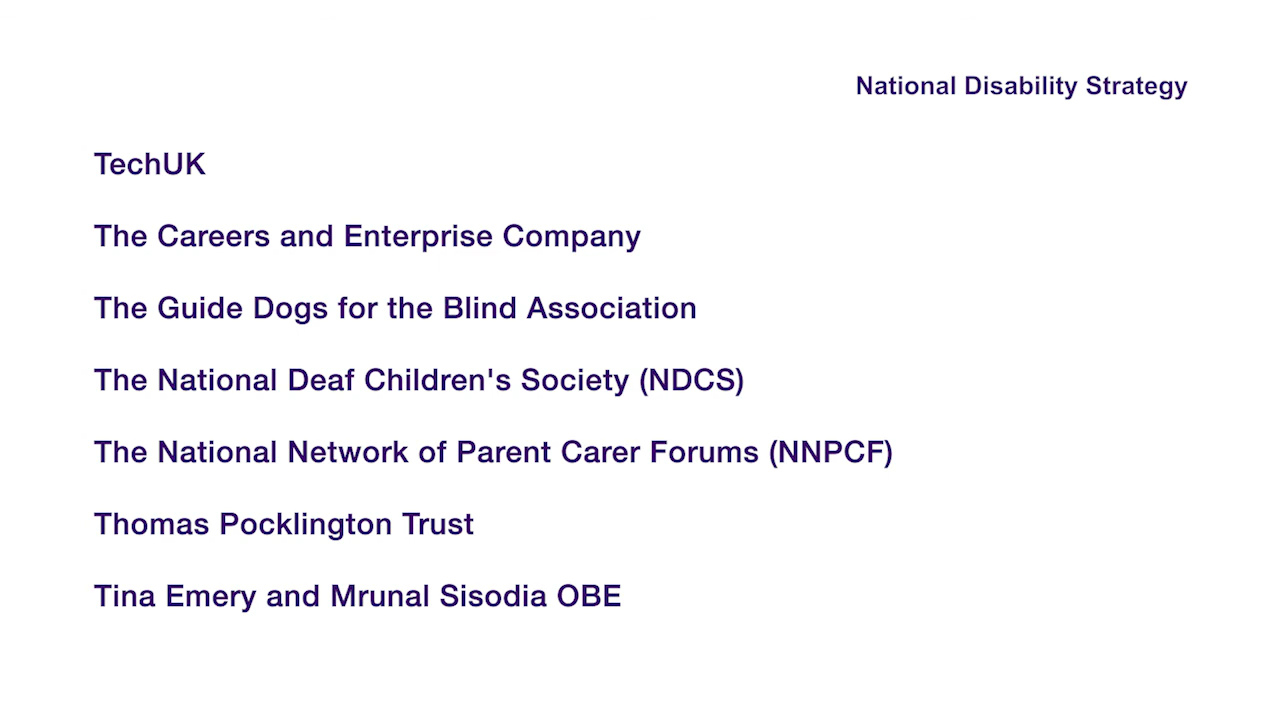 National Disability Strategy
TechUK
The Careers and Enterprise Company
The Guide Dogs for the Blind Association
The National Deaf Children's Society (NDCS)
The National Network of Parent Carer Forums (NNPCF)
Thomas Pocklington Trust
Tina Emery and Mrunal Sisodia OBE